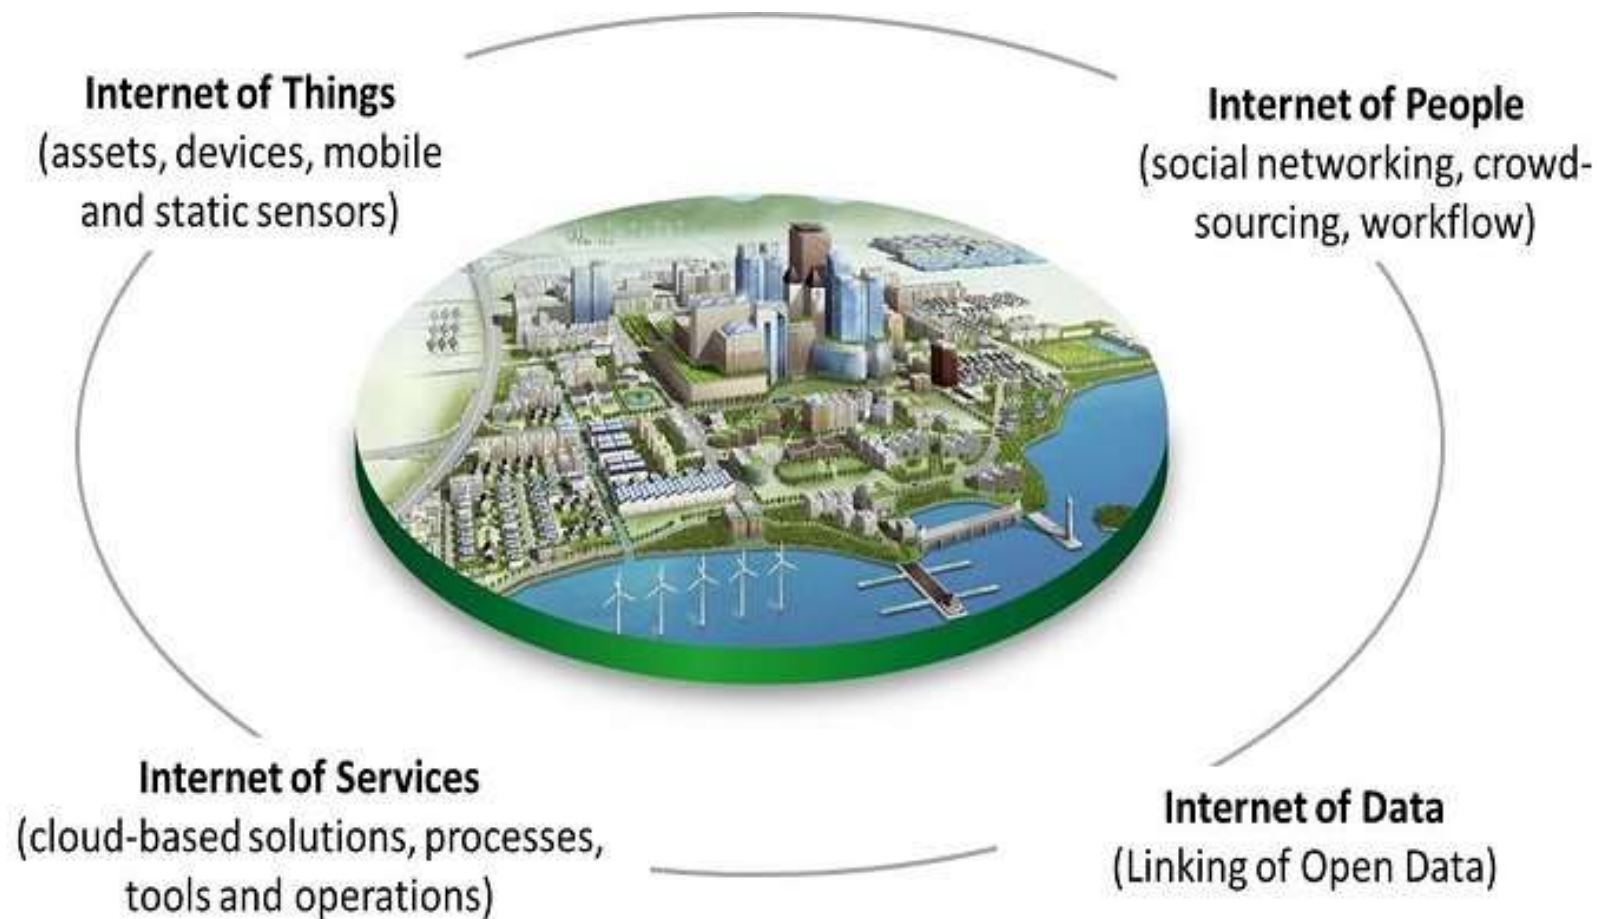 Internet of Things
(assets, devices, mobile
and static sensors)
Internet of People
(social networking, crowd-
sourcing, workflow)
Internet of Services
(cloud-based solutions, processes,
tools and operations)
Internet of Data
(Linking of Open Data)